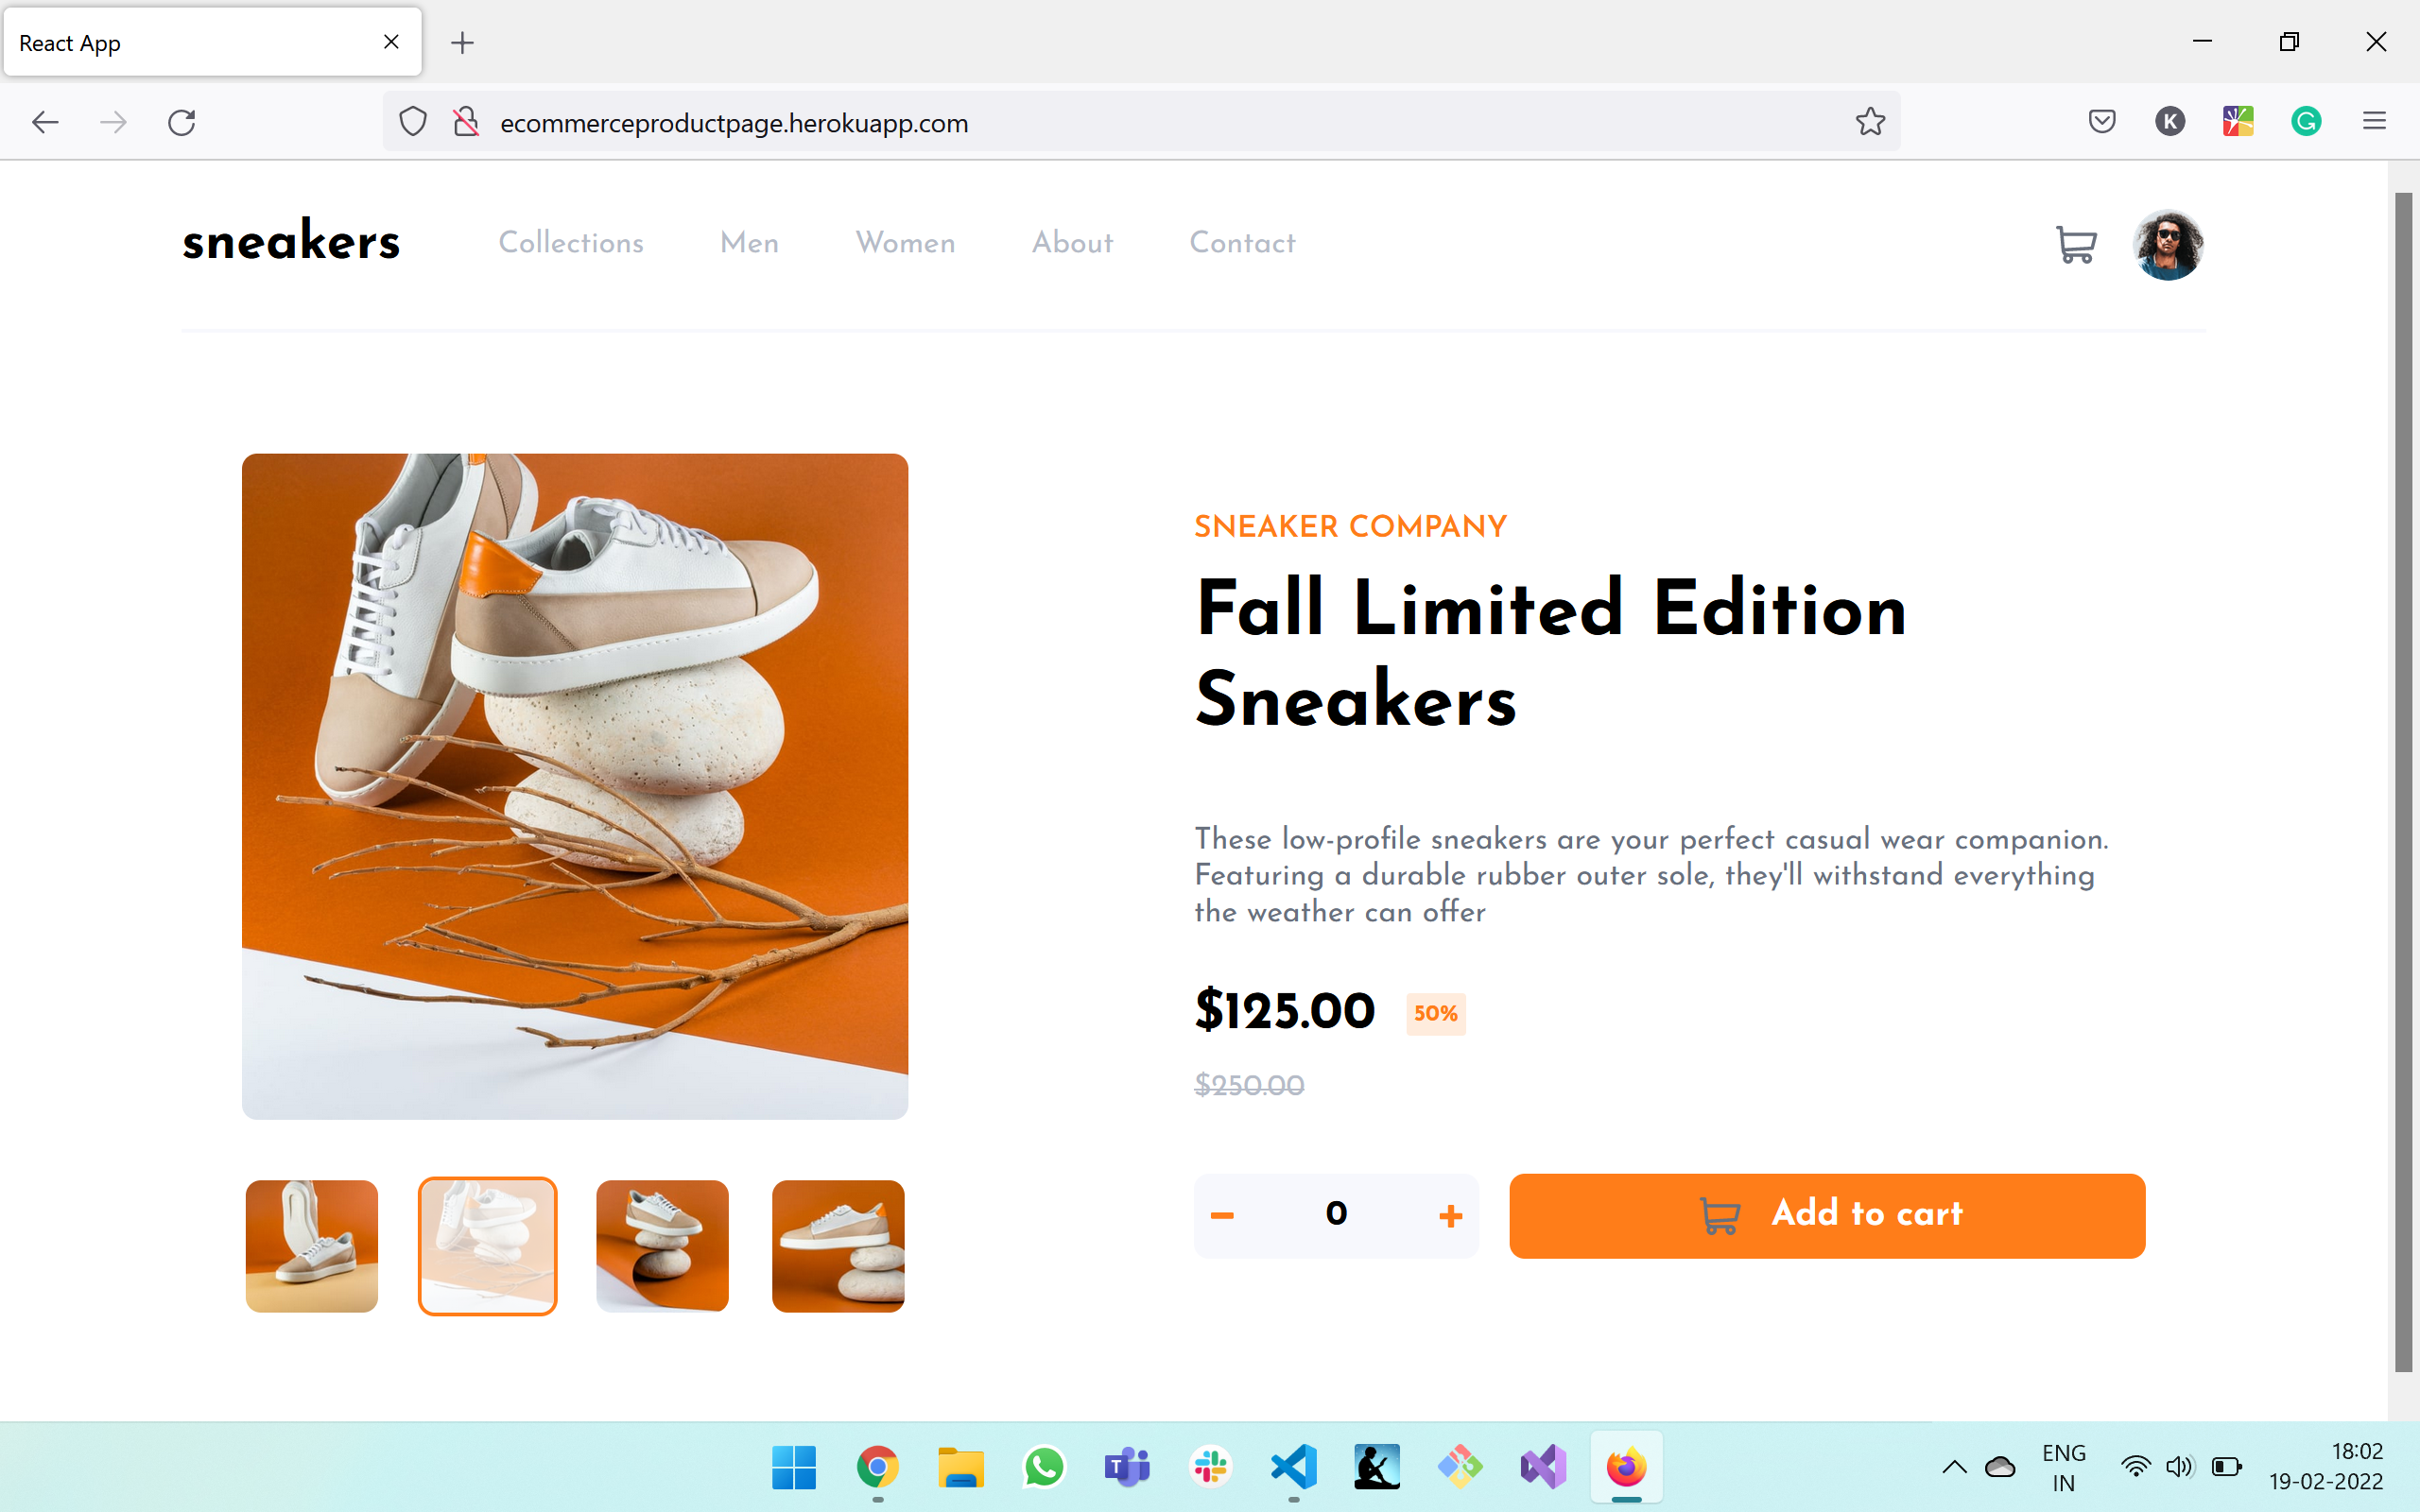 React App
ecommerceproductpage.herokuapp.com
K
sneakers
Collections
Men
Women
About
Contact
SNEAKER COMPANY
Fall Limited Edition
Sneakers
These low-profile sneakers are your perfect casual wear companion.
Featuring a durable rubber outer sole, they'll withstand everything
the weather can offer
$125.00
50%
$250.00
0
Add to cart
T
ENG
IN
18:02
19-02-2022